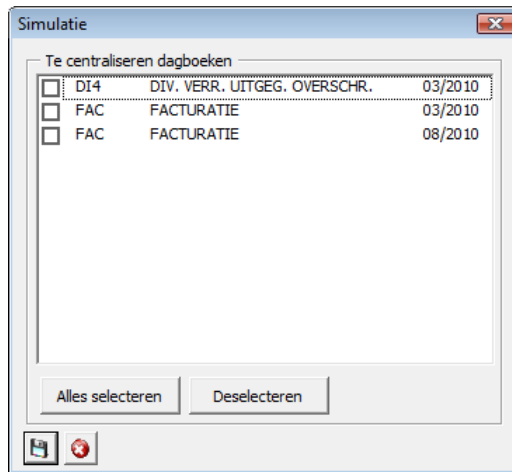 Simulatie
Te centraliseren dagboeken
DI4 DIV. VERR. UITGEG. OVERSCHR. 03/2010
FAC FACTURATIE 03/2010
FAC FACTURATIE 08/2010
Alles selecteren Deselecteren